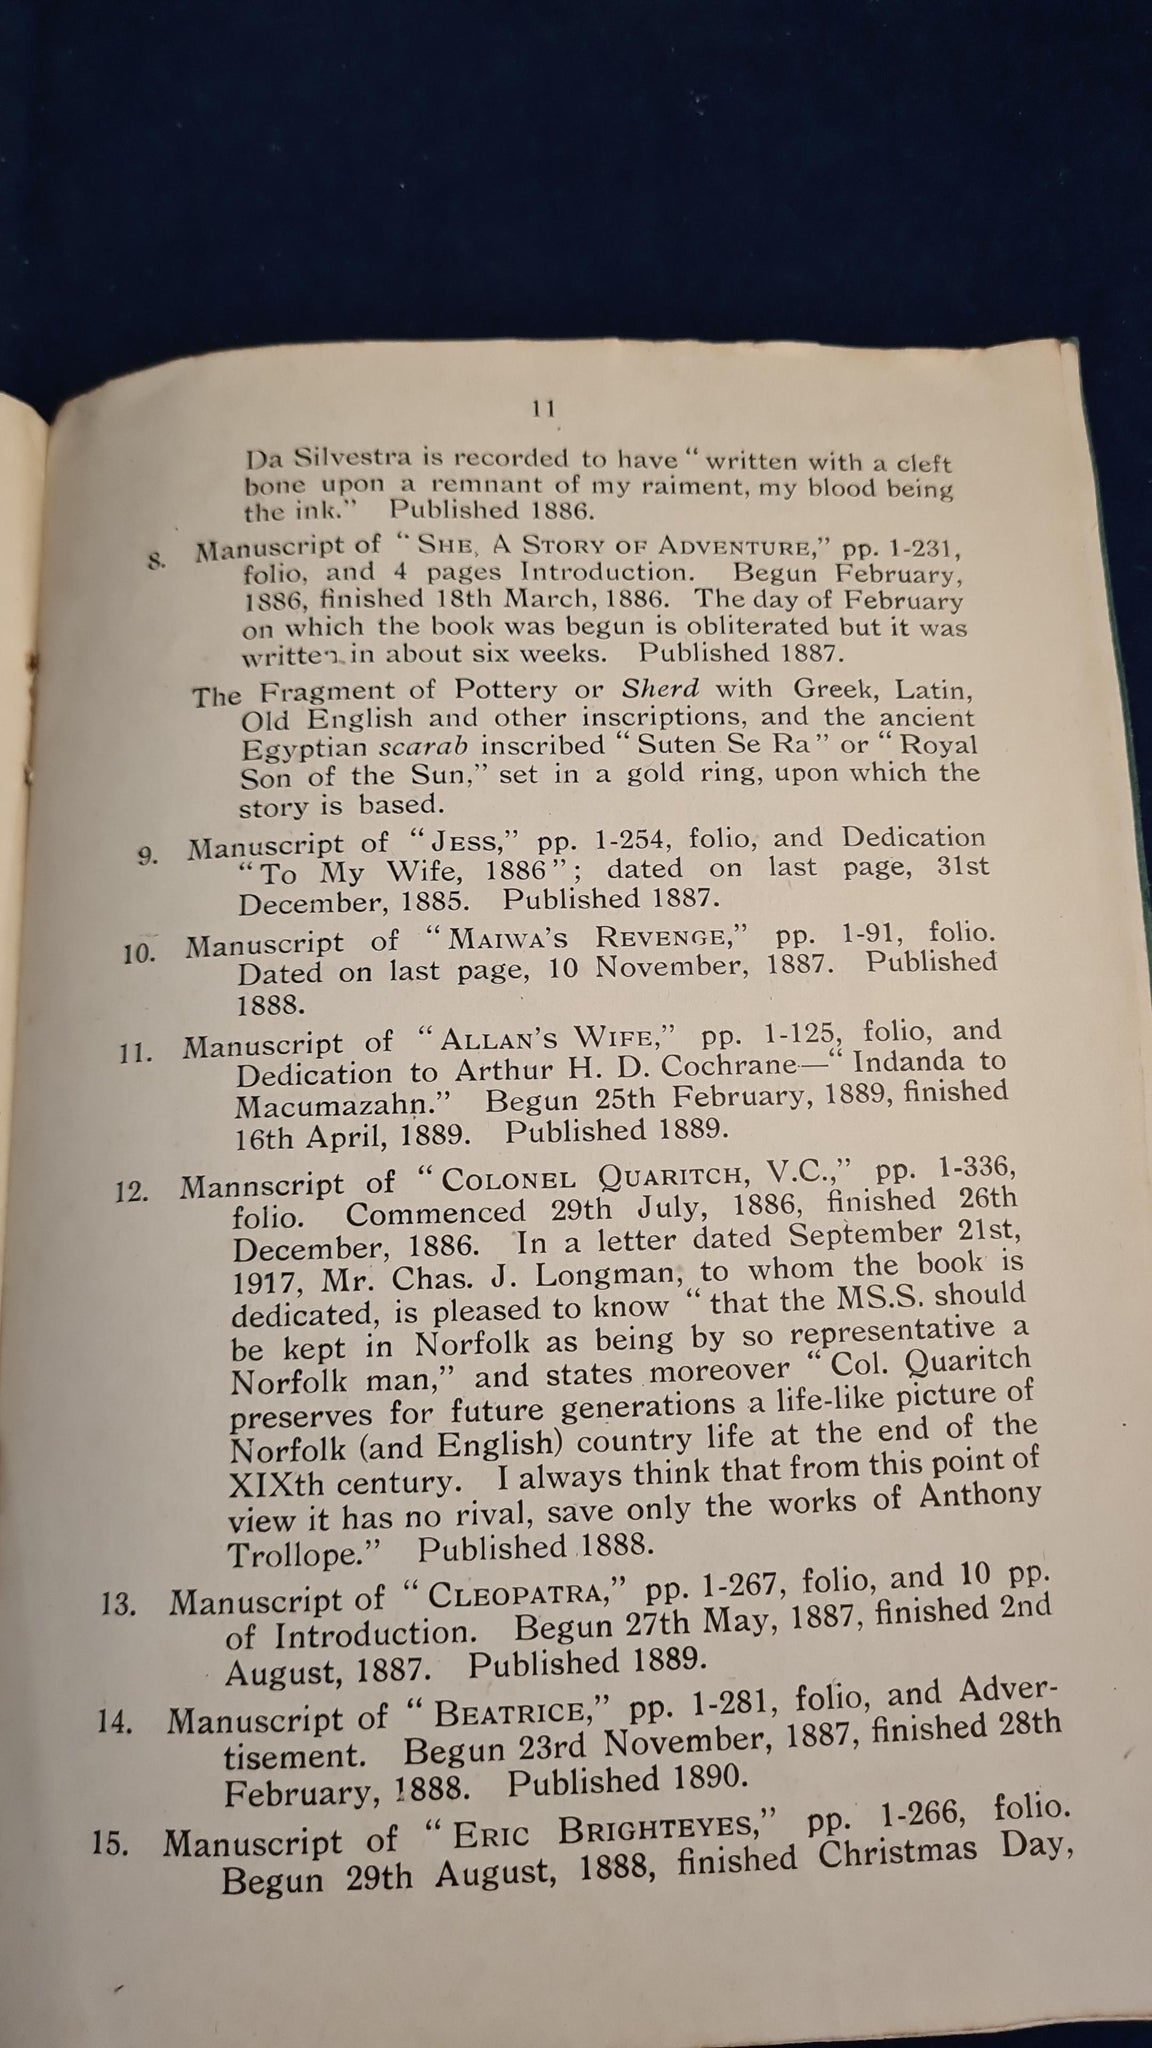 11
Da Silvestra is recorded to have “ written with a cleft
bone upon a remnant of my raiment, my blood being
the ink.” Published 1886.
8. Manuscript of “ SHE, A STORY OF ADVENTURE,” pp. 1-231,
folio, and 4 pages Introduction. Begun February,
1886, finished 18th March, 1886. The day of February
on which the book was begun is obliterated but it was
written in about six weeks. Published 1887.
The Fragment of Pottery or Sherd with Greek, Latin,
Old English and other inscriptions, and the ancient
Egyptian scarab inscribed “ Suten Se Ra ” or “ Royal
Son of the Sun,” set in a gold ring, upon which the
story is based.
9. Manuscript of “ JESS,” pp. 1-254, folio, and Dedication
“ To My Wife, 1886 ” ; dated on last page, 31st
December, 1885. Published 1887.
10. Manuscript of “ MAIWA’S REVENGE,” pp. 1-91, folio.
Dated on last page, 10 November, 1887. Published
1888.
11. Manuscript of “ ALLAN’S WIFE,” pp. 1-125, folio, and
Dedication to Arthur H. D. Cochrane—“ Indanda to
Macumazahn.” Begun 25th February, 1889, finished
16th April, 1889. Published 1889.
12. Mannscript of “ COLONEL QUARITCH, V.C.,” pp. 1-336,
folio. Commenced 29th July, 1886, finished 26th
December, 1886. In a letter dated September 21st,
1917, Mr. Chas. J. Longman, to whom the book is
dedicated, is pleased to know “ that the MS.S. should
be kept in Norfolk as being by so representative a
Norfolk man,” and states moreover “ Col. Quaritch
preserves for future generations a life-like picture of
Norfolk (and English) country life at the end of the
XIXth century. I always think that from this point of
view it has no rival, save only the works of Anthony
Trollope.” Published 1888.
13. Manuscript of “ CLEOPATRA,” pp. 1-267, folio, and 10 pp.
of Introduction. Begun 27th May, 1887, finished 2nd
August, 1887. Published 1889.
14. Manuscript of “ BEATRICE,” pp. 1-281, folio, and Adver-
tisement. Begun 23rd November, 1887, finished 28th
February, 1888. Published 1890.
15. Manuscript of “ ERIC BRIGHTEYES,” pp. 1-266, folio.
Begun 29th August, 1888, finished Christmas Day,